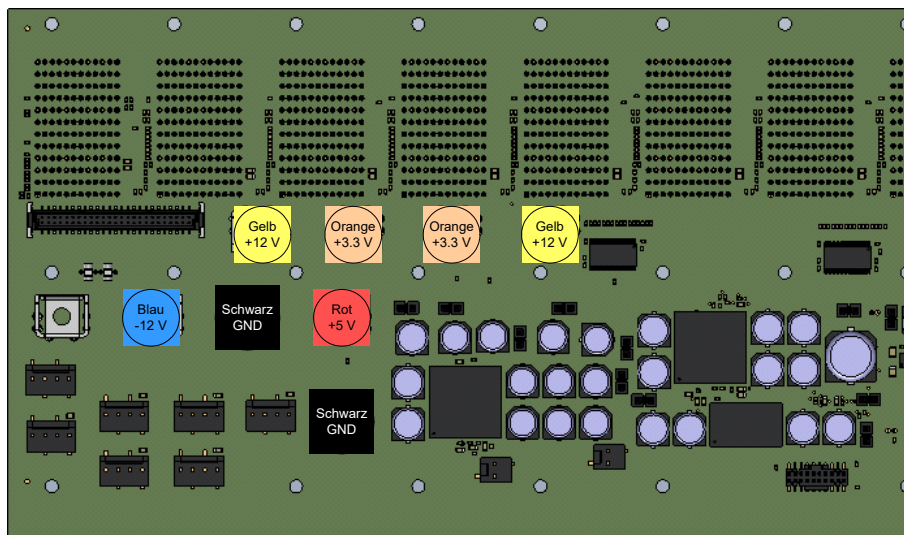 Gelb
+12 V
Orange
+3.3 V
Orange
+3.3 V
Gelb
+12 V
Blau
-12 V
Schwarz
GND
Rot
+5 V
Schwarz
GND